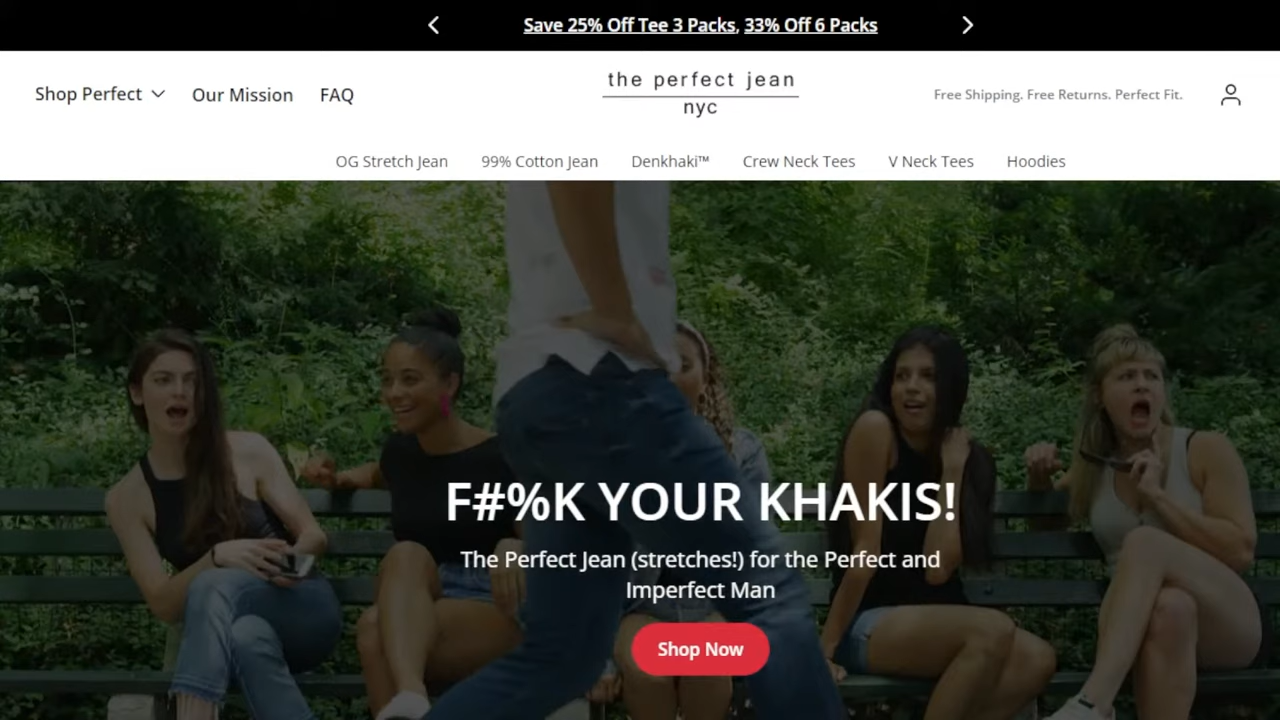 Save 25% Off Tee 3 Packs, 33% Off 6 Packs
Shop Perfect
Our Mission
FAQ
the perfect jean
nyc
Free Shipping. Free Returns. Perfect Fit.
OG Stretch Jean
99% Cotton Jean
Denkhaki™
Crew Neck Tees
V Neck Tees
Hoodies
F#%K YOUR KHAKIS!
The Perfect Jean (stretches!) for the Perfect and
Imperfect Man
Shop Now